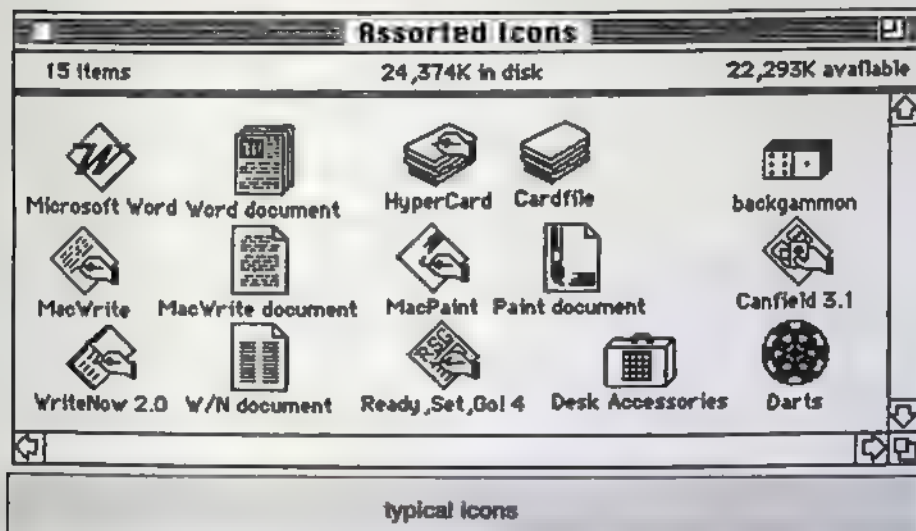 Assorted Icons
15 items 24,374K in disk 22,293K available
W
Microsoft Word Word document HyperCard Cardfile backgammon
MacWrite MacWrite document MacPaint Paint document Canfield 3.1
RSG
WriteNow 2.0 W/N document Ready,Set,Go! 4 Desk Accessories Darts
typical icons